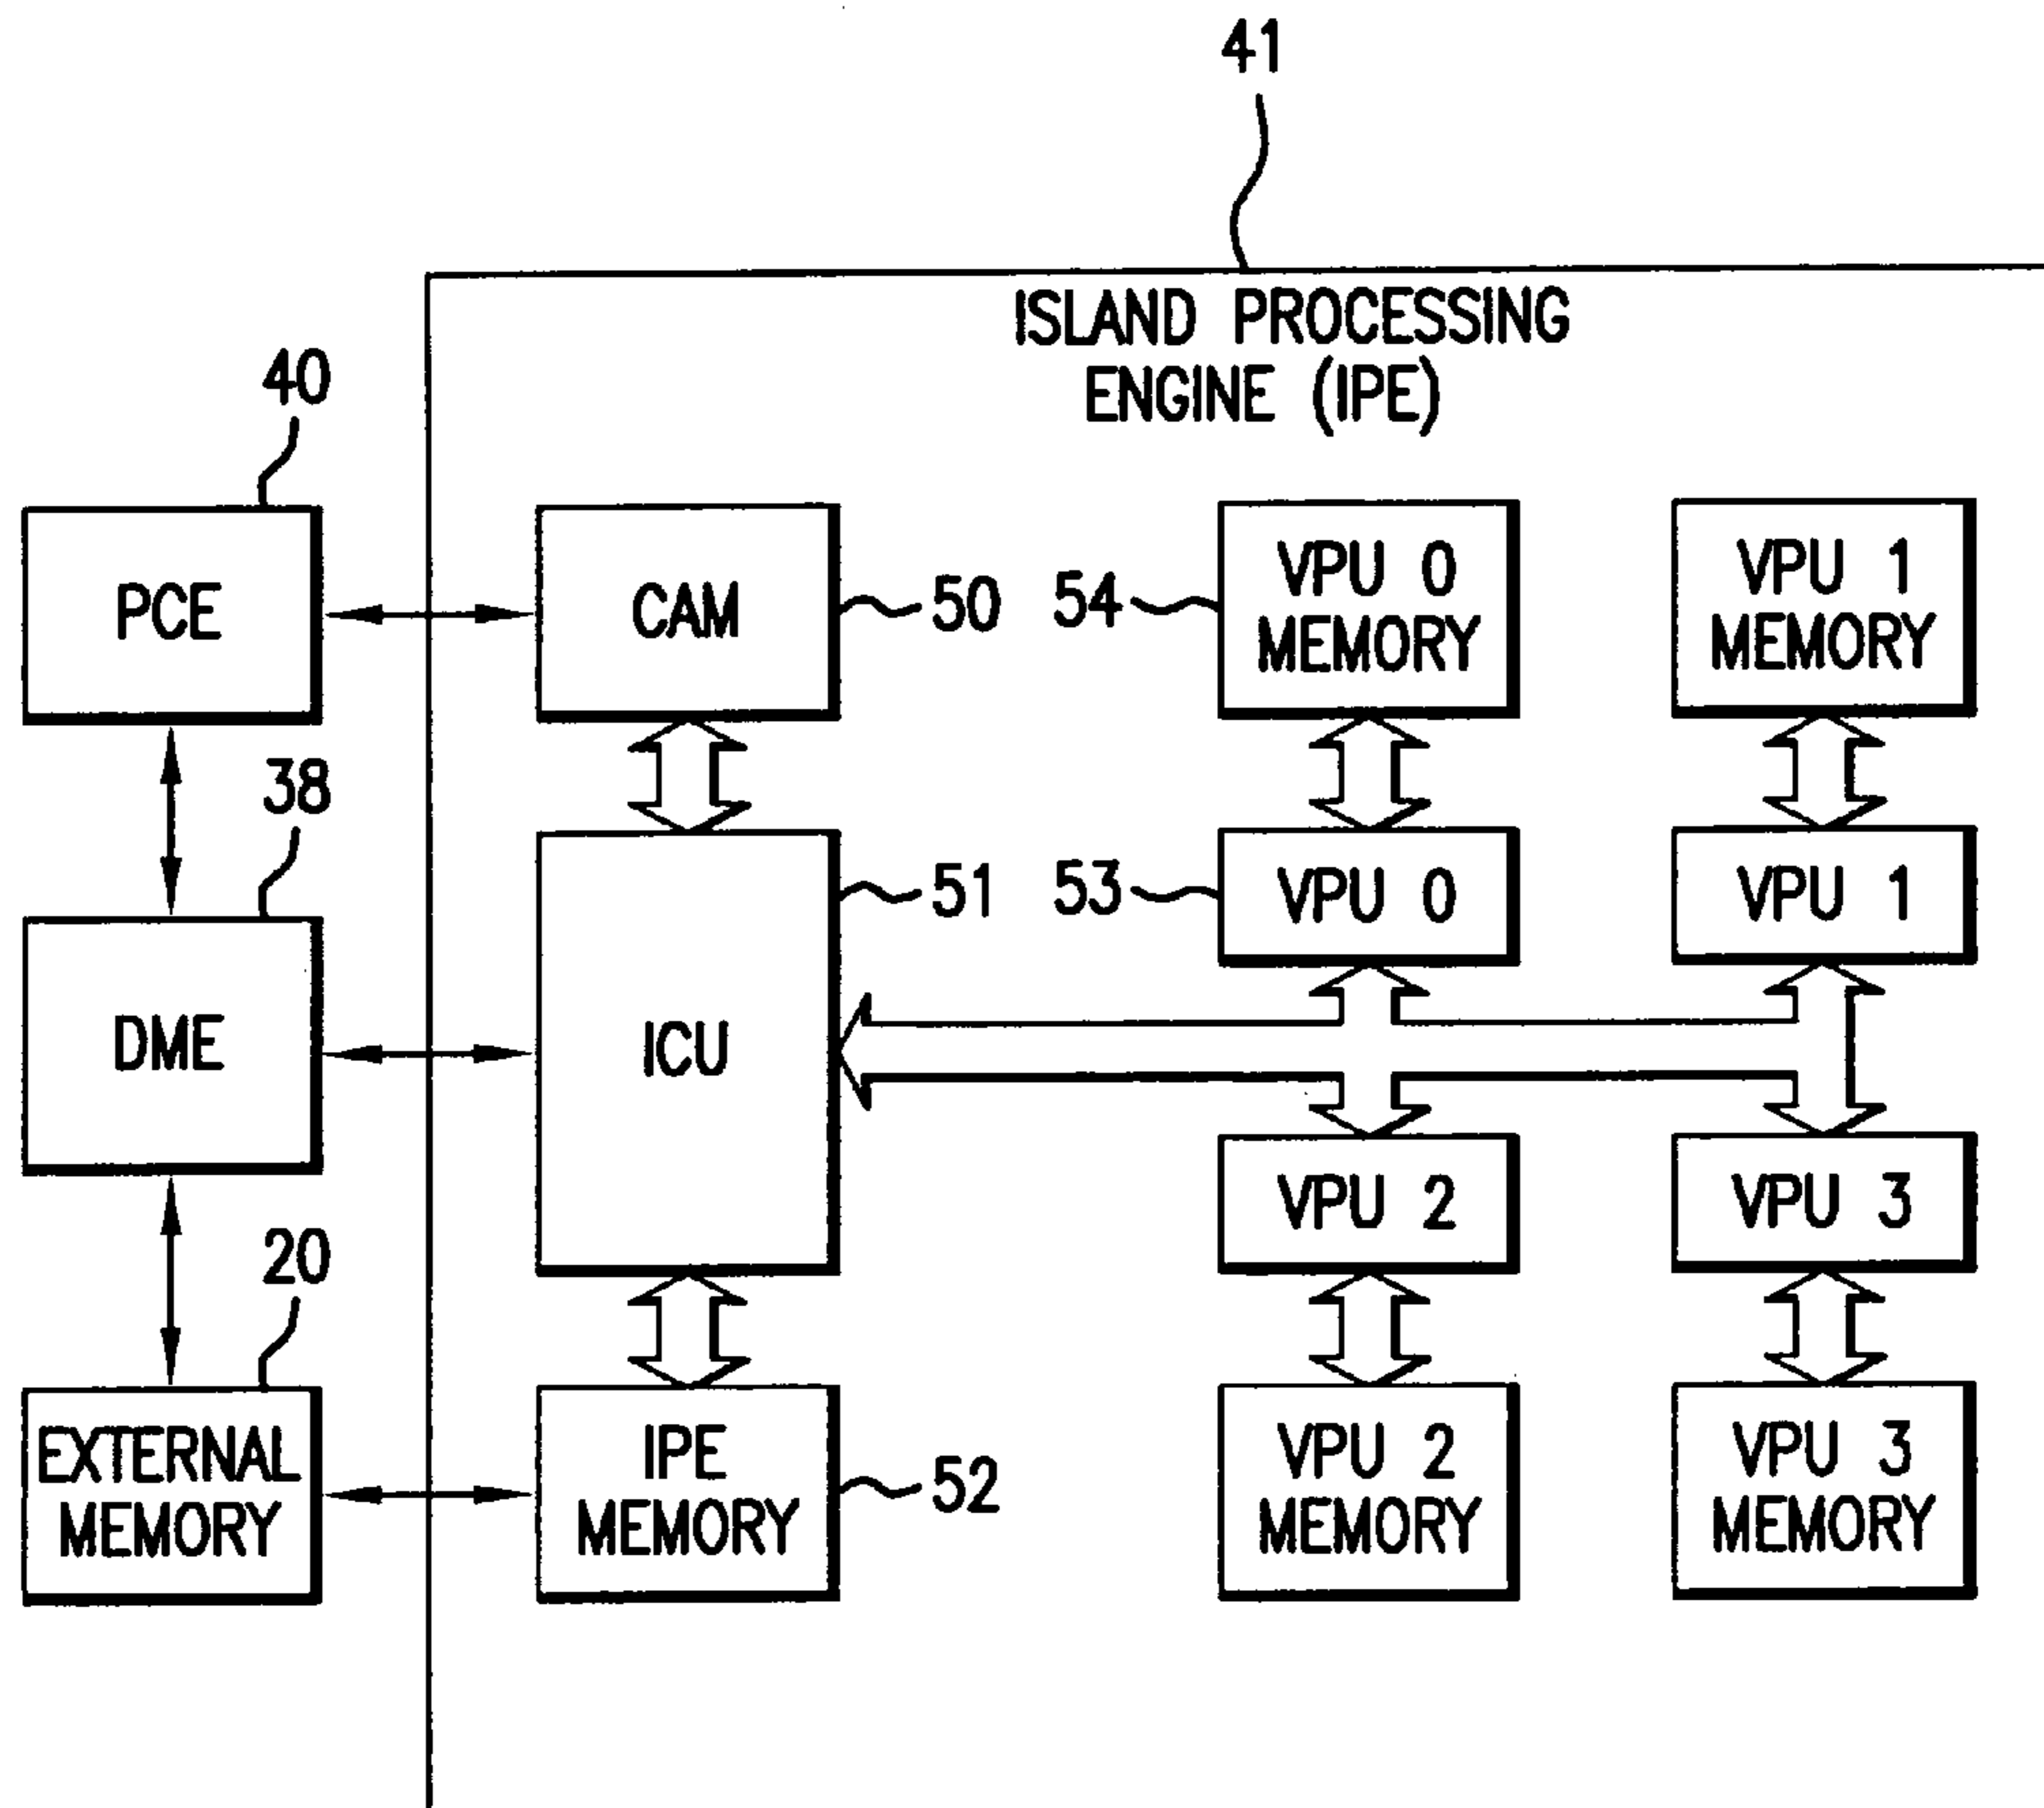 41
ISLAND PROCESSING
ENGINE (IPE)
40
PCE
CAM
50
54
VPU 0
MEMORY
VPU 1
MEMORY
38
DME
ICU
51
53
VPU 0
VPU 1
VPU 2
VPU 3
20
EXTERNAL
MEMORY
IPE
MEMORY
52
VPU 2
MEMORY
VPU 3
MEMORY